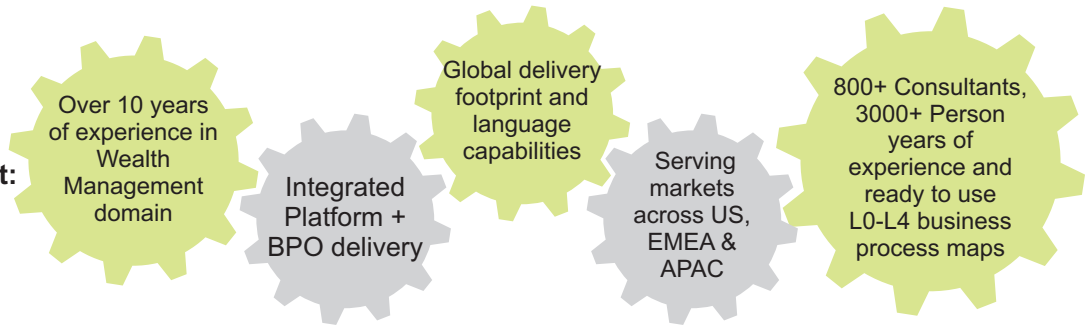 t:
Over 10 years
of experience in
Wealth
Management
domain
Integrated
Platform +
BPO delivery
Global delivery
footprint and
language
capabilities
Serving
markets
across US,
EMEA &
APAC
800+ Consultants,
3000+ Person
years of
experience and
ready to use
L0-L4 business
process maps